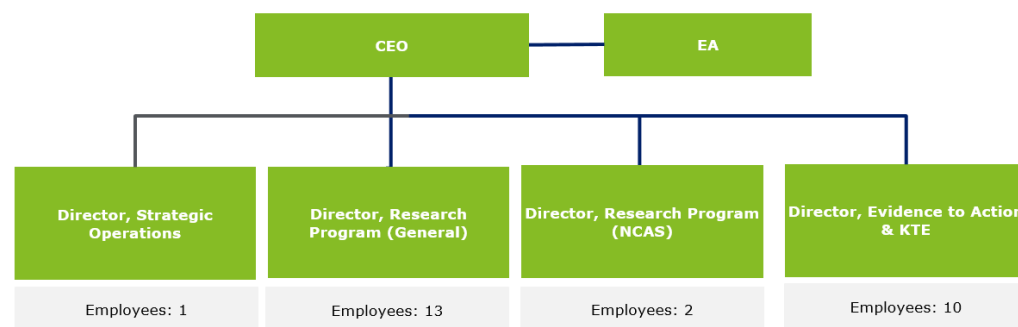 CEO
EA
Director, Strategic
Operations
Director, Research
Program (General)
Director, Research Program
(NCAS)
Director, Evidence to Action
& KTE
Employees: 1
Employees: 13
Employees: 2
Employees: 10